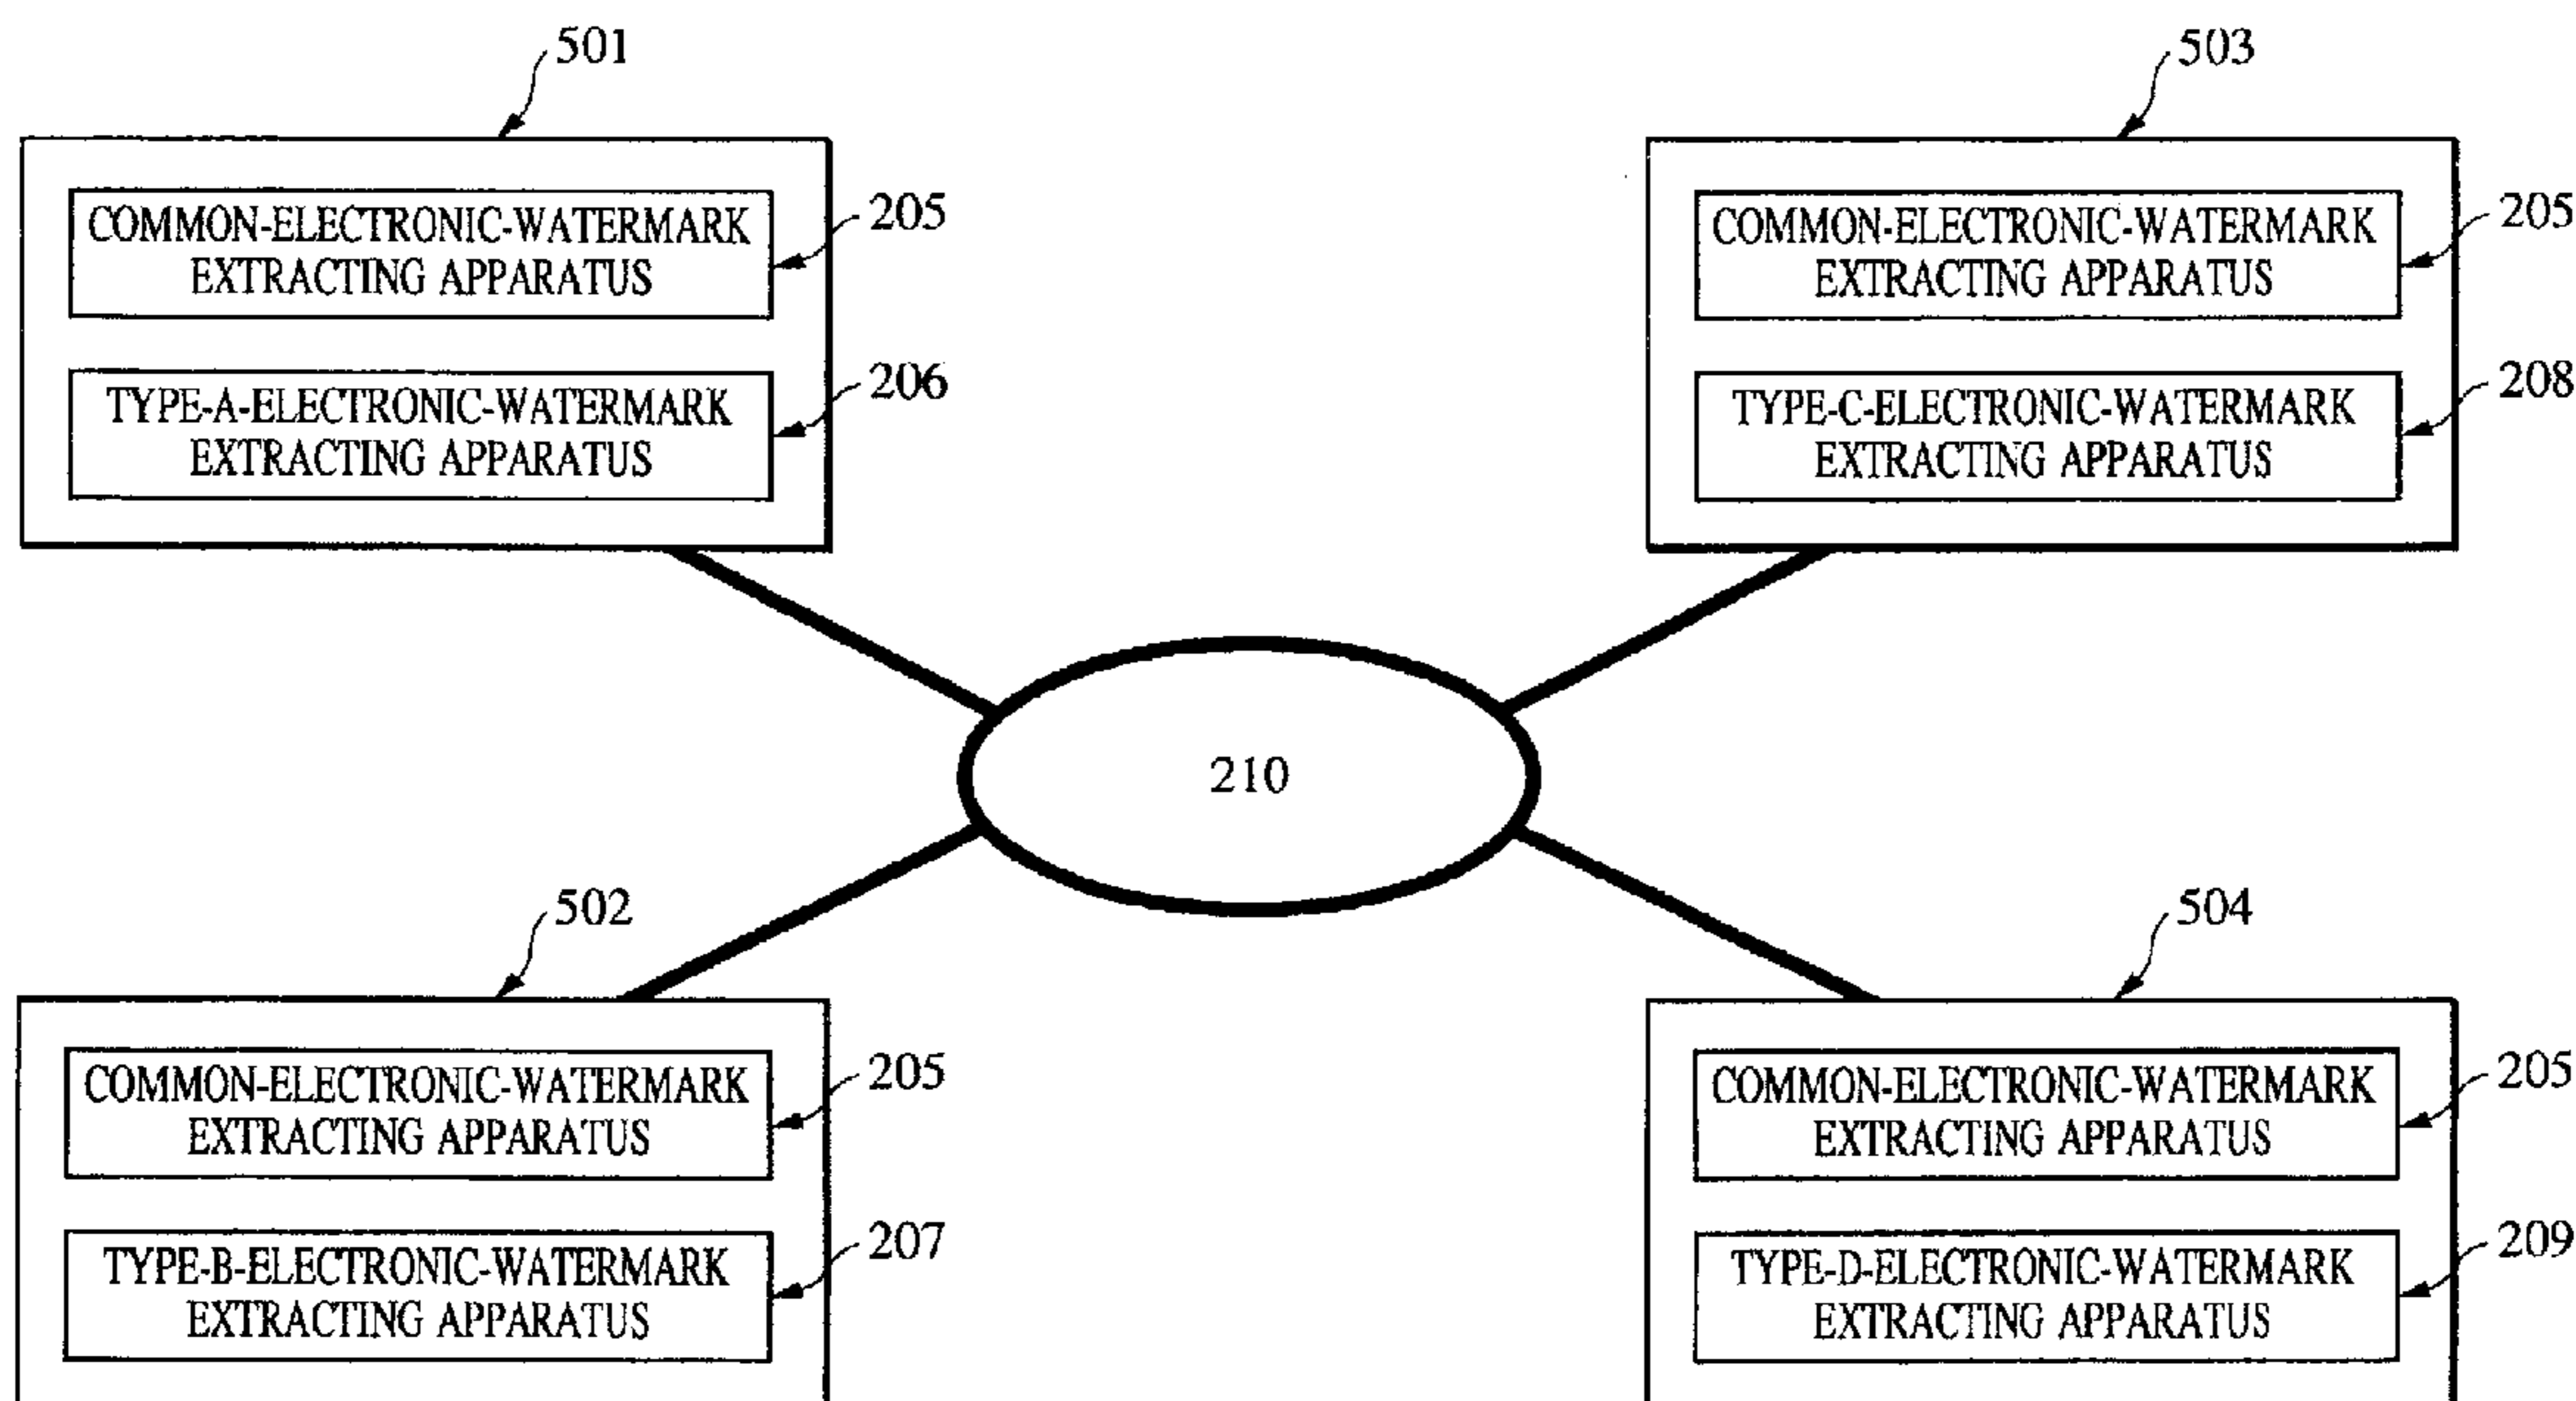 501
COMMON-ELECTRONIC-WATERMARK
EXTRACTING APPARATUS
205
TYPE-A-ELECTRONIC-WATERMARK
EXTRACTING APPARATUS
206
503
COMMON-ELECTRONIC-WATERMARK
EXTRACTING APPARATUS
205
TYPE-C-ELECTRONIC-WATERMARK
EXTRACTING APPARATUS
208
210
502
COMMON-ELECTRONIC-WATERMARK
EXTRACTING APPARATUS
205
TYPE-B-ELECTRONIC-WATERMARK
EXTRACTING APPARATUS
207
504
COMMON-ELECTRONIC-WATERMARK
EXTRACTING APPARATUS
205
TYPE-D-ELECTRONIC-WATERMARK
EXTRACTING APPARATUS
209